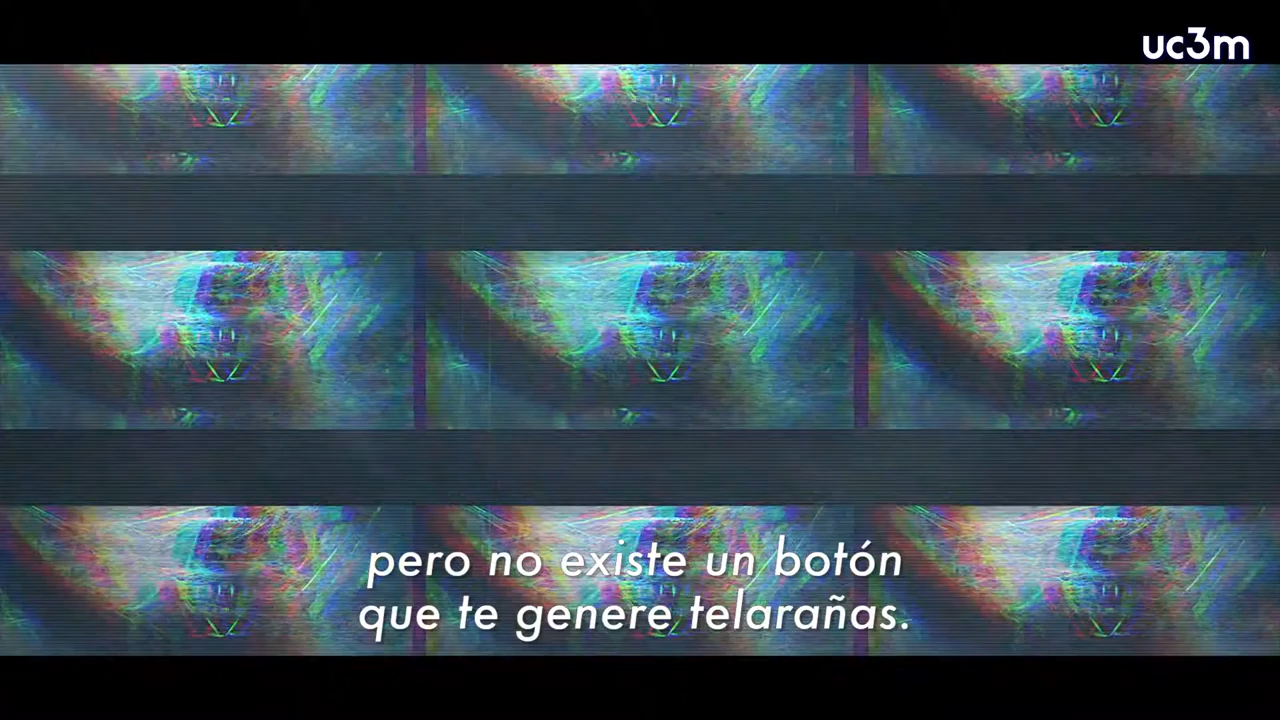 uc3m
pero no existe un botón
que te genere telarañas.